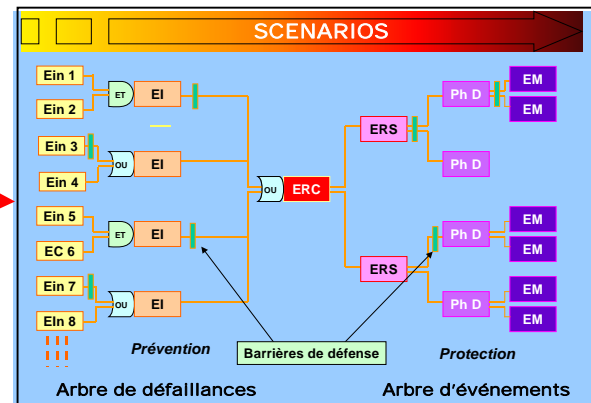 SCENARIOS
Ein 1
Ein 2
ET
EI
Ein 3
Ein 4
OU
EI
Ein 5
EC 6
ET
EI
Ein 7
EIn 8
OU
EI
OU
ERC
ERS
ERS
Ph D
EM
EM
Ph D
Ph D
EM
EM
Ph D
EM
EM
Prévention
Barrières de défense
Protection
Arbre de défaillances
Arbre d'événements